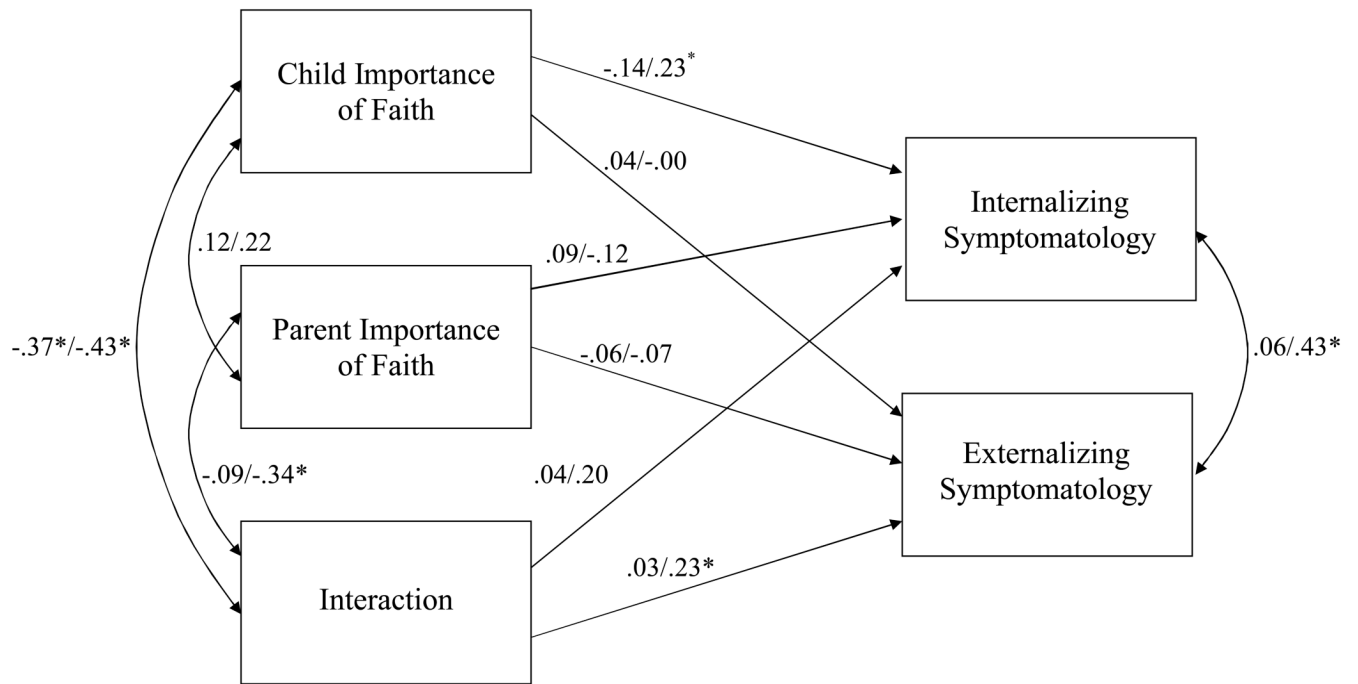 Child Importance
of Faith
-.14/.23*
.04/-.00
Internalizing
Symptomatology
.12/.22
.09/-.12
Parent Importance
of Faith
-.37*/-.43*
-.06/-.07
.06/.43*
-.09/-.34*
.04/.20
Externalizing
Symptomatology
.03/.23*
Interaction